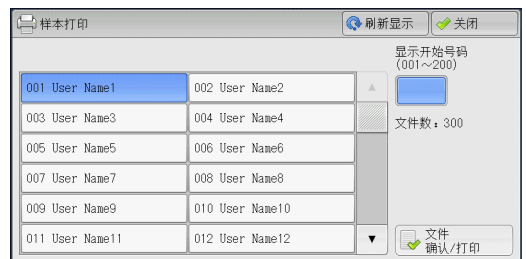 样本打印
刷新显示
关闭
显示开始号码
(001～200)
001 User Name1
002 User Name2
003 User Name3
004 User Name4
文件数：300
005 User Name5
006 User Name6
007 User Name7
008 User Name8
009 User Name9
010 User Name10
011 User Name11
012 User Name12
文件
确认/打印